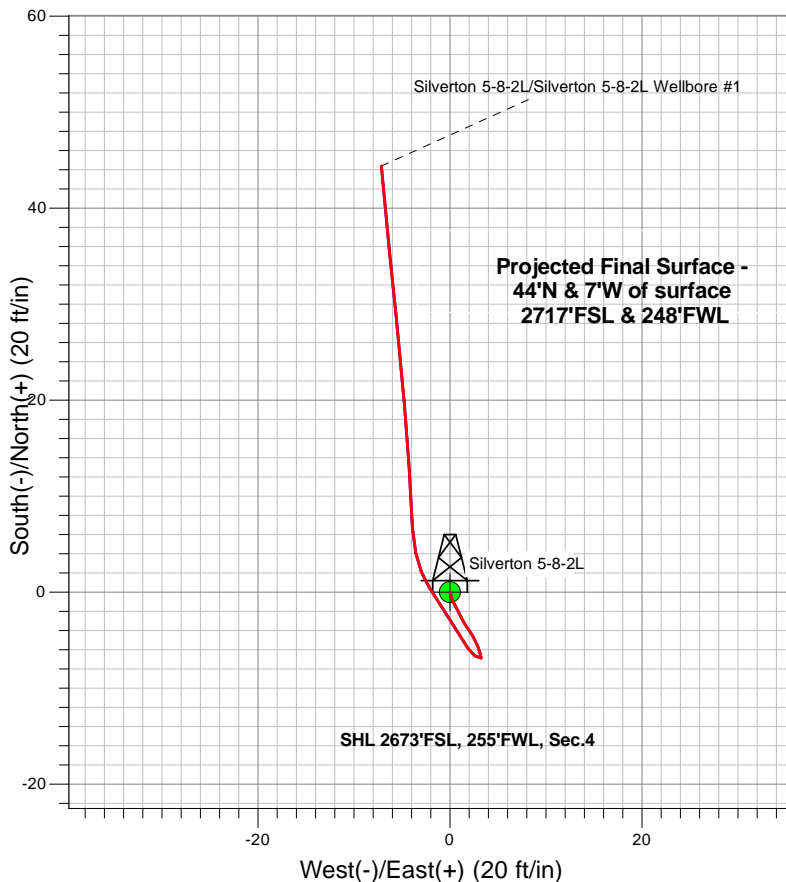 60
Silverton 5-8-2L/Silverton 5-8-2L Wellbore #1
40
Projected Final Surface -
44'N & 7'W of surface
2717'FSL & 248'FWL
South(-)/North(+) (20 ft/in)
20
Silverton 5-8-2L
0
SHL 2673'FSL, 255'FWL, Sec.4
-20
-20
0
20
West(-)/East(+) (20 ft/in)